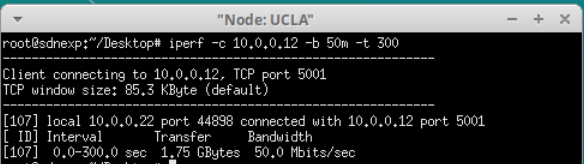 "Node: UCLA"
root@sdnexp:~/Desktop# iperf -c 10.0.0.12 -b 50m -t 300
------------------------------------------------------------
Client connecting to 10.0.0.12, TCP port 5001
TCP window size: 85.3 KByte (default)
------------------------------------------------------------
[107] local 10.0.0.22 port 44898 connected with 10.0.0.12 port 5001
[ ID] Interval       Transfer     Bandwidth
[107]  0.0-300.0 sec  1.75 GBytes  50.0 Mbits/sec